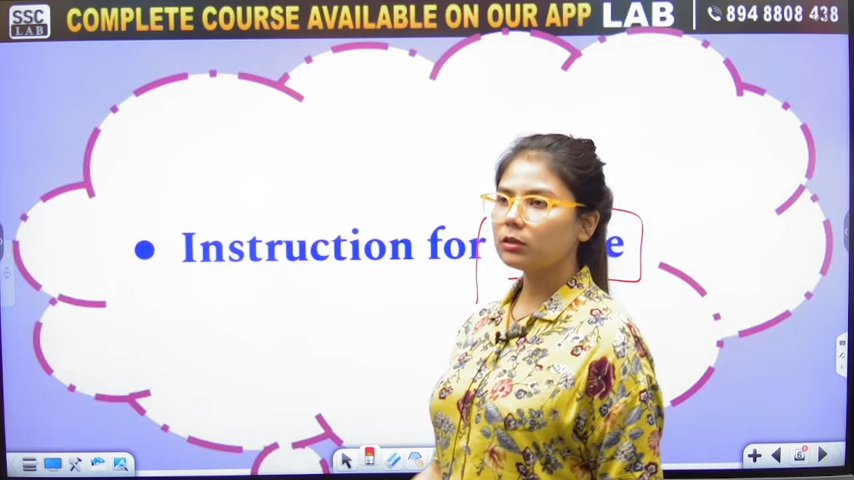 SSC
LAB
COMPLETE COURSE AVAILABLE ON OUR APP LAB
894 8808 438
Instruction for